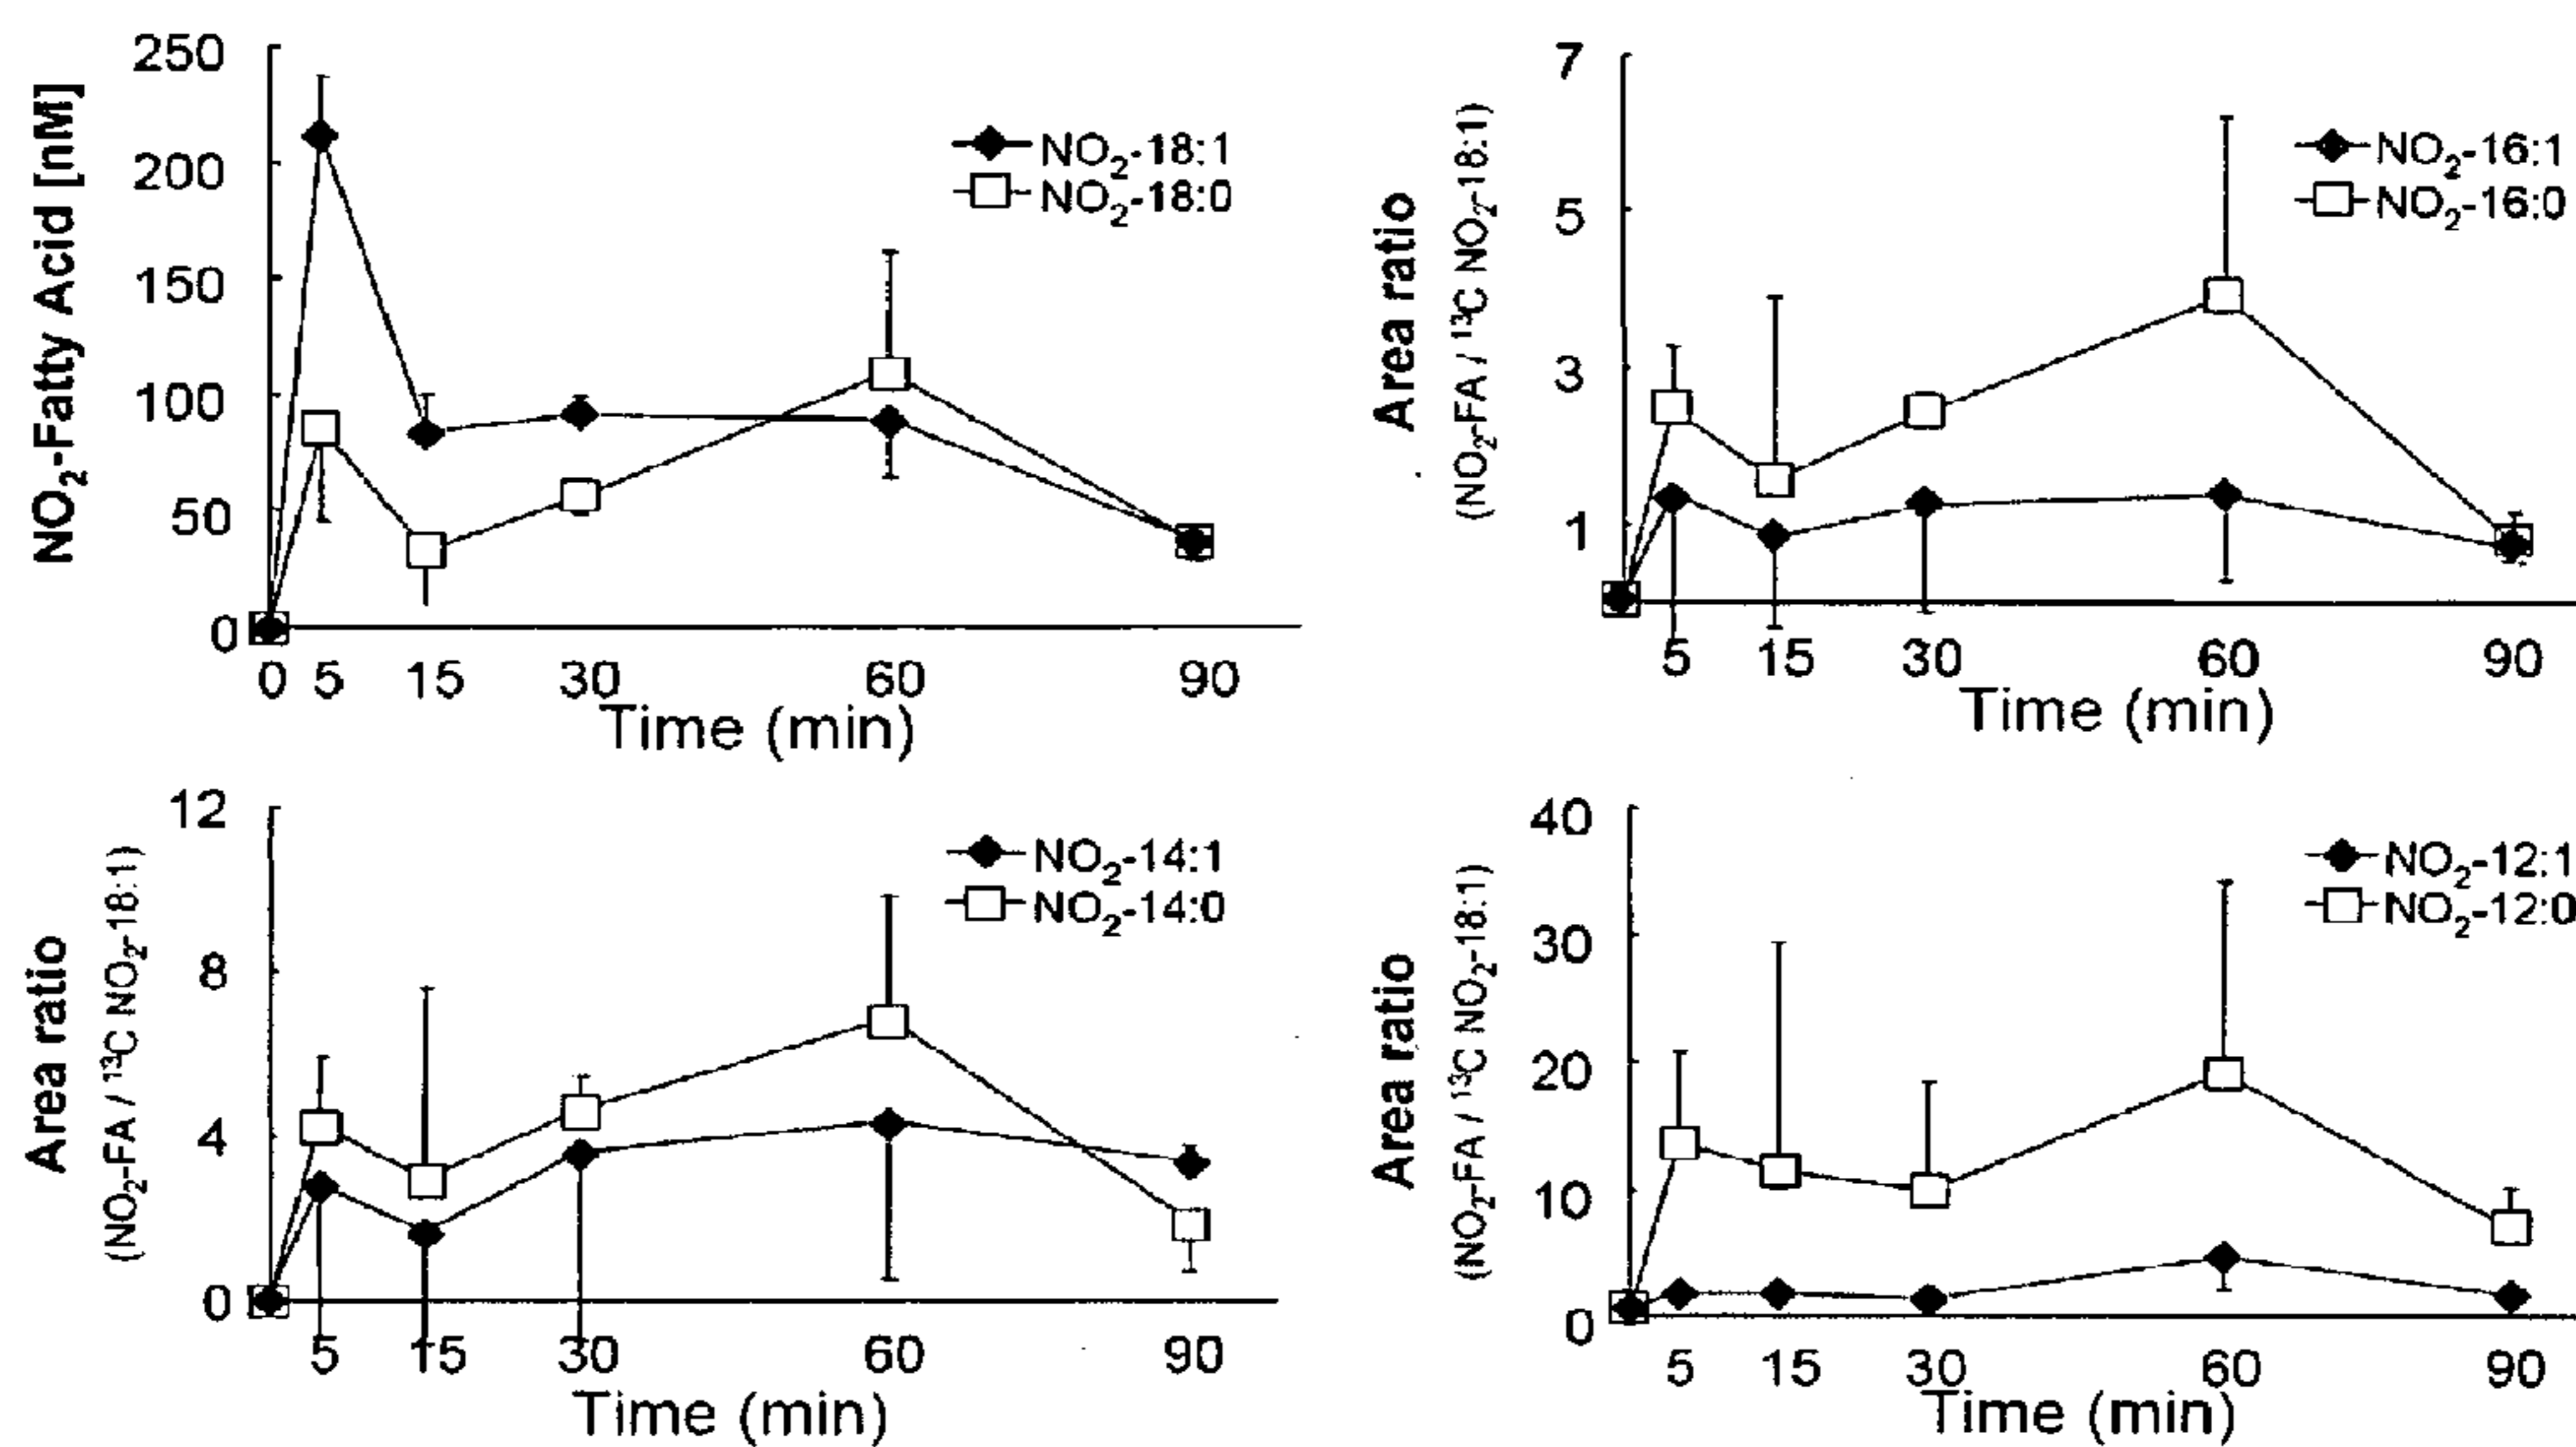 NO₂-Fatty Acid [nM]
250
200
150
100
50
0
NO₂-18:1
NO₂-18:0
0 5 15 30 60 90
Time (min)
Area ratio
(NO₂-FA / ¹³C NO₂-18:1)
7
5
3
1
NO₂-16:1
NO₂-16:0
5 15 30 60 90
Time (min)
Area ratio
(NO₂-FA / ¹³C NO₂-18:1)
12
8
4
0
NO₂-14:1
NO₂-14:0
5 15 30 60 90
Time (min)
Area ratio
(NO₂-FA / ¹³C NO₂-18:1)
40
30
20
10
0
NO₂-12:1
NO₂-12:0
5 15 30 60 90
Time (min)